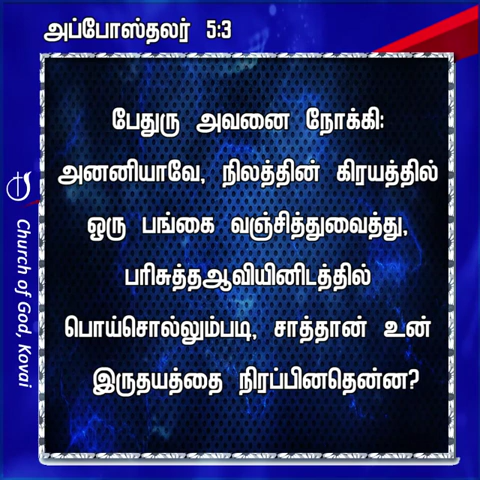 அப்போஸ்தலர் 5:3
பேதுரு அவனை நோக்கி:
அனனியாவே, நிலத்தின் கிரயத்தில்
ஒரு பங்கை வஞ்சித்துவைத்து,
பரிசுத்தஆவியினிடத்தில்
பொய்சொல்லும்படி, சாத்தான் உன்
இருதயத்தை நிரப்பினதென்ன?
Church of God, Kovai